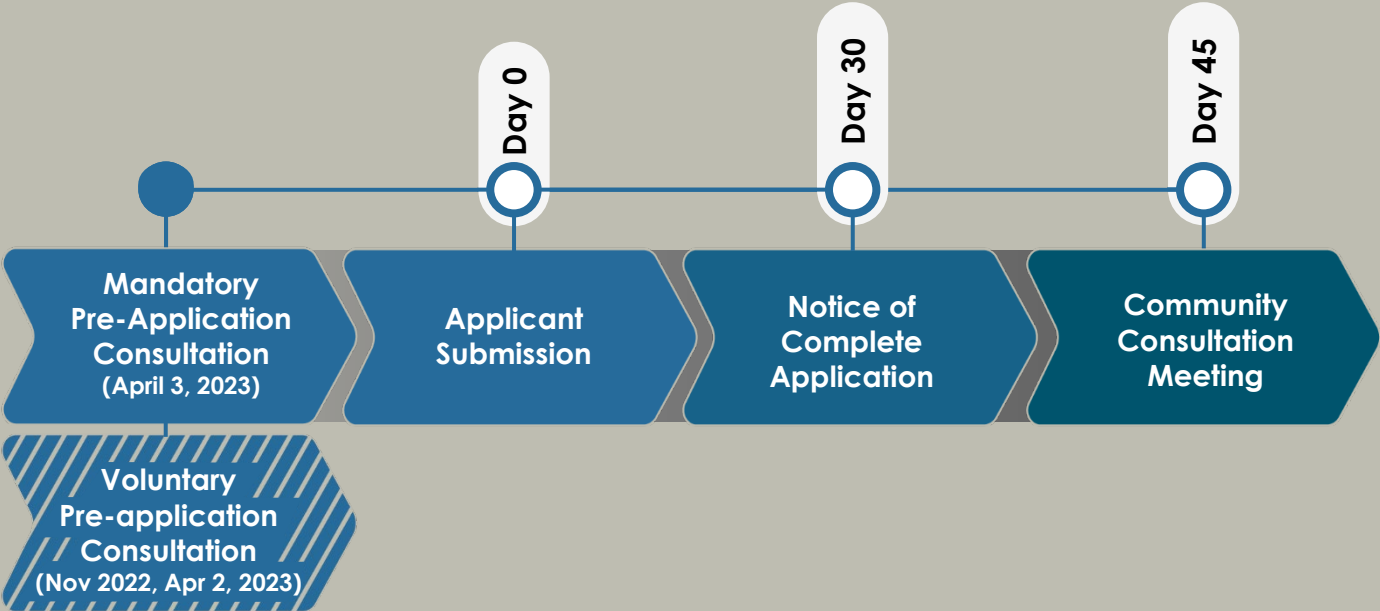 Day 0
Day 30
Day 45
Mandatory
Pre-Application
Consultation
(April 3, 2023)
Applicant
Submission
Notice of
Complete
Application
Community
Consultation
Meeting
Voluntary
Pre-application
Consultation
(Nov 2022, Apr 2, 2023)